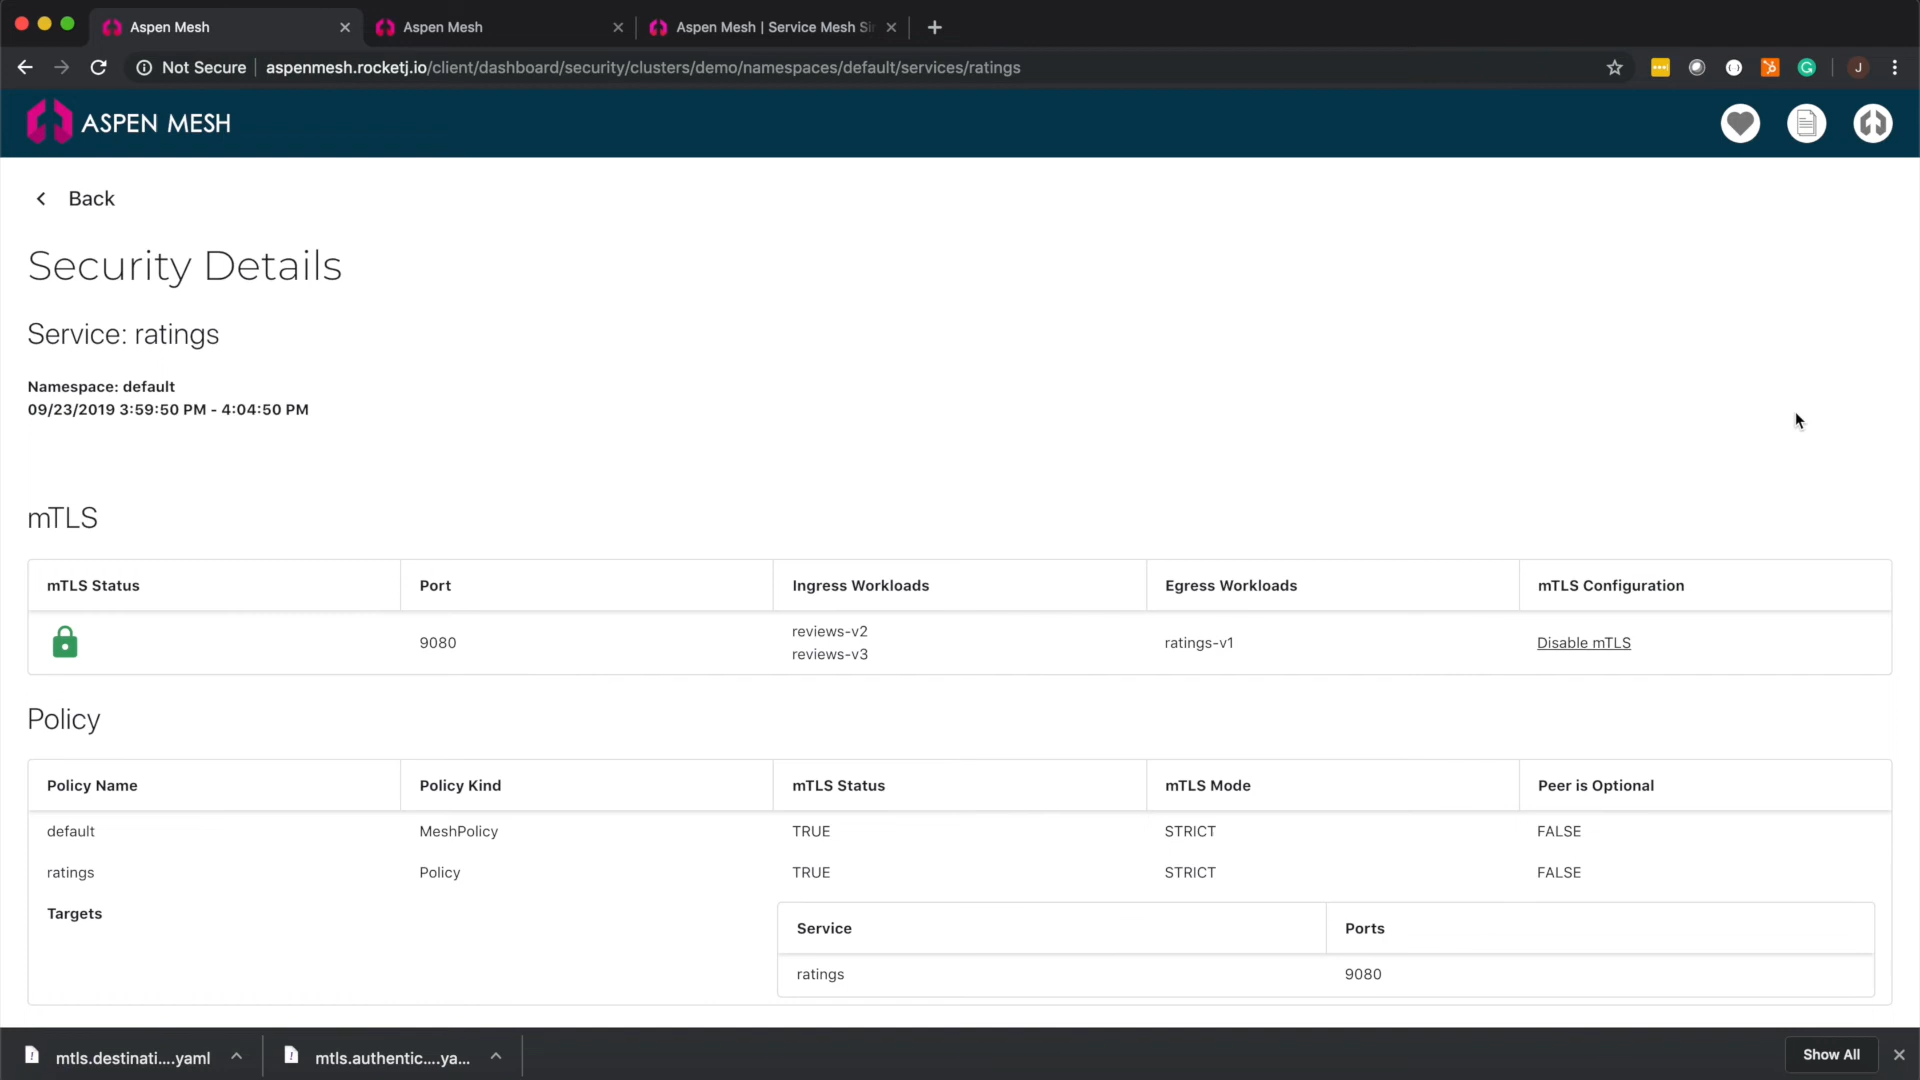 Aspen Mesh
Aspen Mesh
Aspen Mesh | Service Mesh Si
Not Secure
aspenmesh.rocketj.io/client/dashboard/security/clusters/demo/namespaces/default/services/ratings
J
ASPEN MESH
Back
Security Details
Service: ratings
Namespace: default
09/23/2019 3:59:50 PM - 4:04:50 PM
mTLS
mTLS Status Port Ingress Workloads Egress Workloads mTLS Configuration
9080 reviews-v2 ratings-v1 Disable mTLS
reviews-v3
Policy
Policy Name Policy Kind mTLS Status mTLS Mode Peer is Optional
default MeshPolicy TRUE STRICT FALSE
ratings Policy TRUE STRICT FALSE
Targets
Service Ports
ratings 9080
mtls.destinati....yaml
mtls.authentic....ya...
Show All